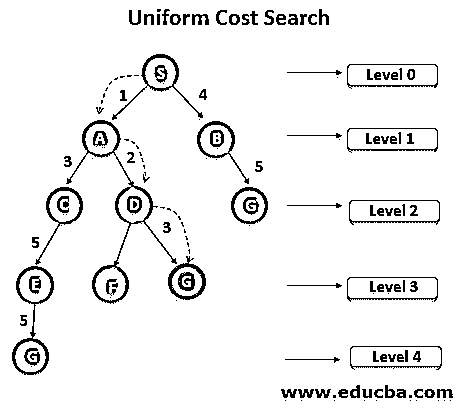 Uniform Cost Search
S
Level 0
1
4
A
B
Level 1
3
2
5
C
D
G
Level 2
5
3
E
F
G
Level 3
5
G
Level 4
www.educba.com